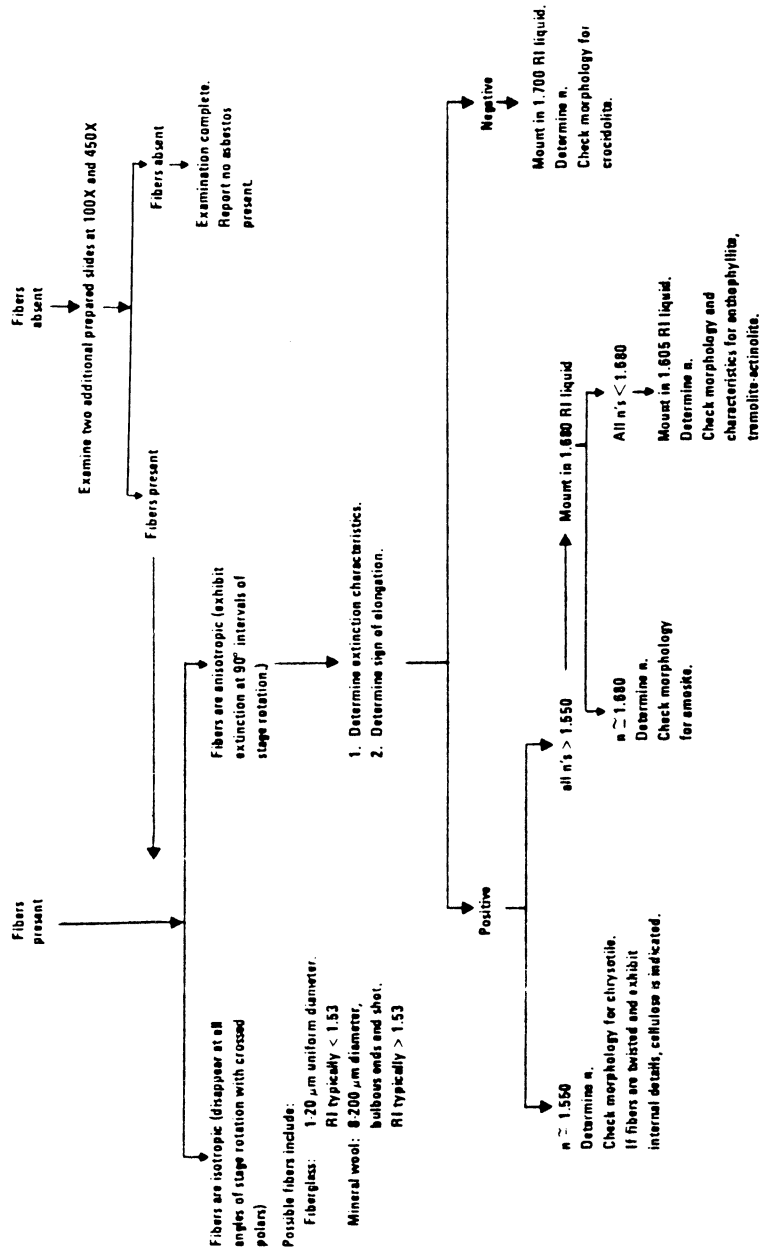 Fibers
present
Fibers
absent
Examine two additional prepared slides at 100X and 450X
Fibers present
Fibers absent
Examination complete.
Report no asbestos
present.
Fibers are isotropic (disappear at all
angles of stage rotation with crossed
polars)
Possible fibers include:
Fiberglass: 1-20 μm uniform diameter.
RI typically < 1.53
Mineral wool: 8-200 μm diameter,
bulbous ends and shot.
RI typically > 1.53
Fibers are anisotropic (exhibit
extinction at 90° intervals of
stage rotation.)
1. Determine extinction characteristics.
2. Determine sign of elongation.
Positive
Negative
Mount in 1.700 RI liquid.
Determine n.
Check morphology for
crocidolite.
n ≃ 1.550
Determine n.
Check morphology for chrysotile.
If fibers are twisted and exhibit
internal details, cellulose is indicated.
all n's > 1.550
Mount in 1.680 RI liquid
n ≃ 1.680
Determine n.
Check morphology
for amosite.
All n's < 1.680
Mount in 1.605 RI liquid.
Determine n.
Check morphology and
characteristics for anthophyllite,
tremolite-actinolite.